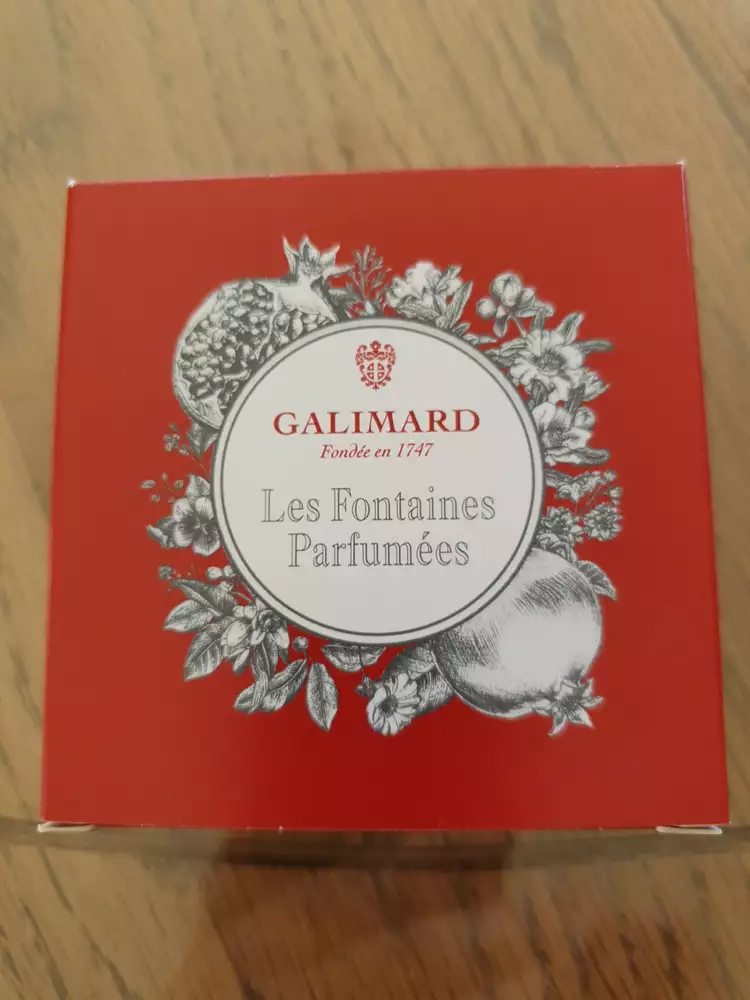 GALIMARD
Fondée en 1747
Les Fontaines
Parfumées